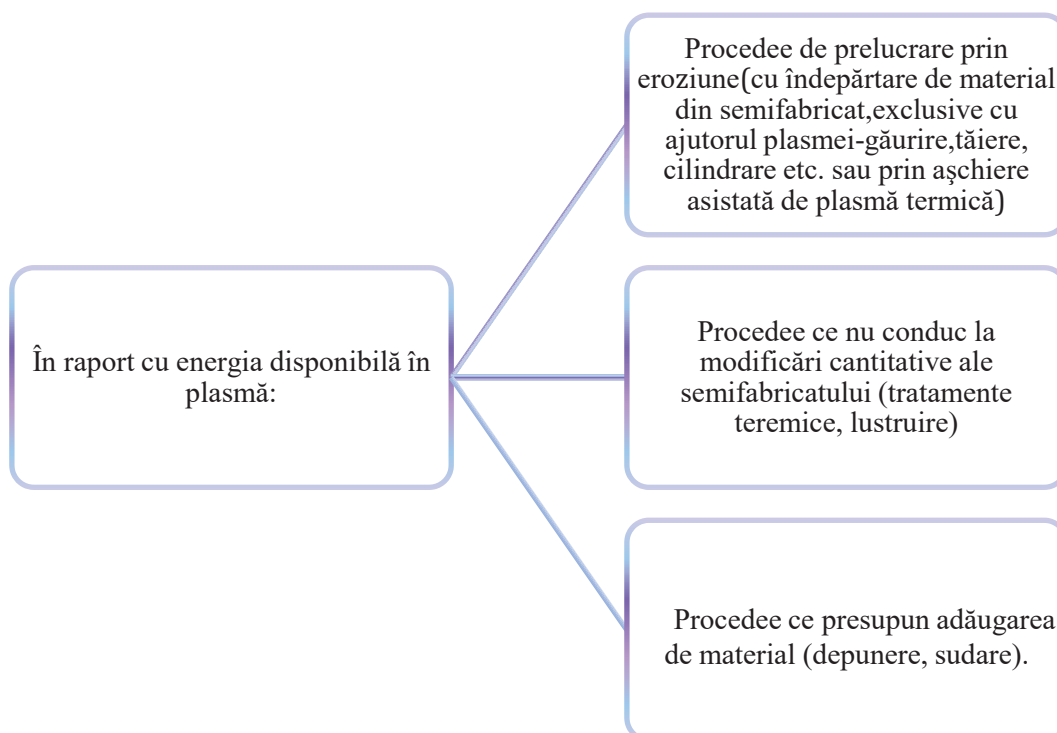 Procedee de prelucrare prin
eroziune(cu îndepărtare de material
din semifabricat,exclusive cu
ajutorul plasmei-găurire,tăiere,
cilindrare etc. sau prin aşchiere
asistată de plasmă termică)
În raport cu energia disponibilă în
plasmă:
Procedee ce nu conduc la
modificări cantitative ale
semifabricatului (tratamente
teremice, lustruire)
Procedee ce presupun adăugarea
de material (depunere, sudare).